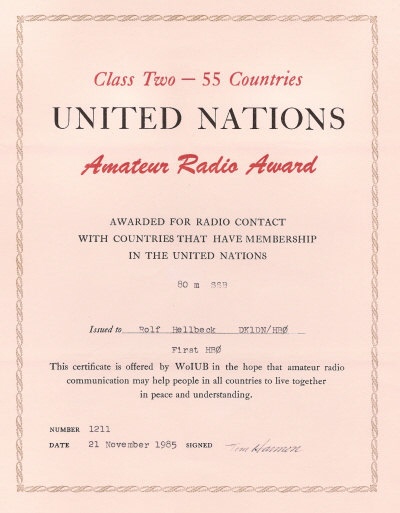 Class Two — 55 Countries
UNITED NATIONS
Amateur Radio Award
AWARDED FOR RADIO CONTACT
WITH COUNTRIES THAT HAVE MEMBERSHIP
IN THE UNITED NATIONS
80 m SSB
Issued to Rolf Hellbeck DK1DN/HBØ
First HBØ
This certificate is offered by WoIUB in the hope that amateur radio
communication may help people in all countries to live together
in peace and understanding.
NUMBER 1211
DATE 21 November 1985 SIGNED Tim